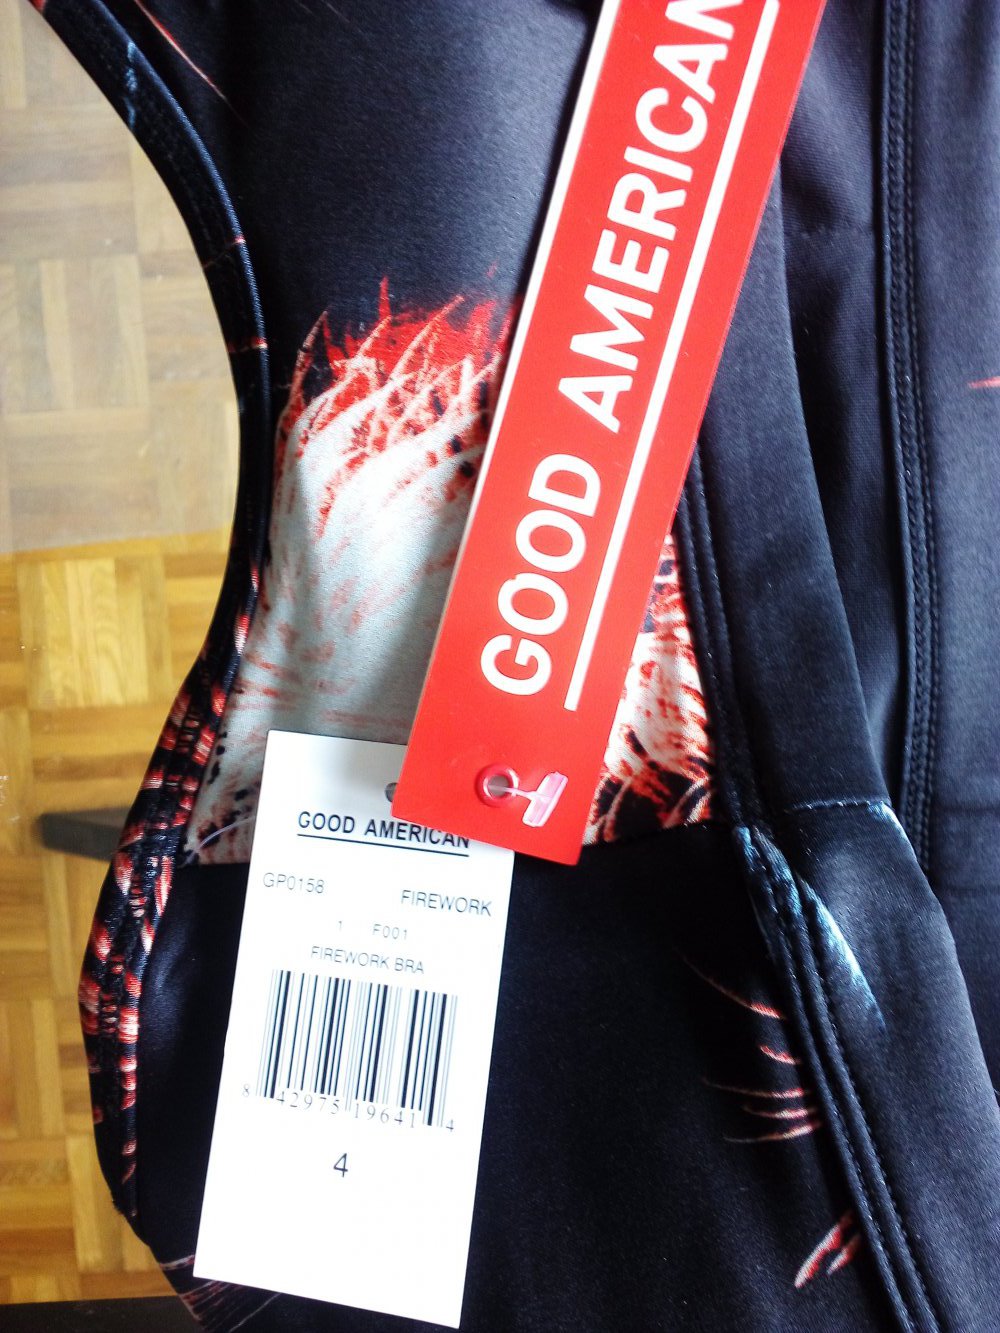 GOOD AMERICAN
GOOD AMERICAN
GP0158 FIREWORK
1 F001
FIREWORK BRA
8 42975 19641 4
4